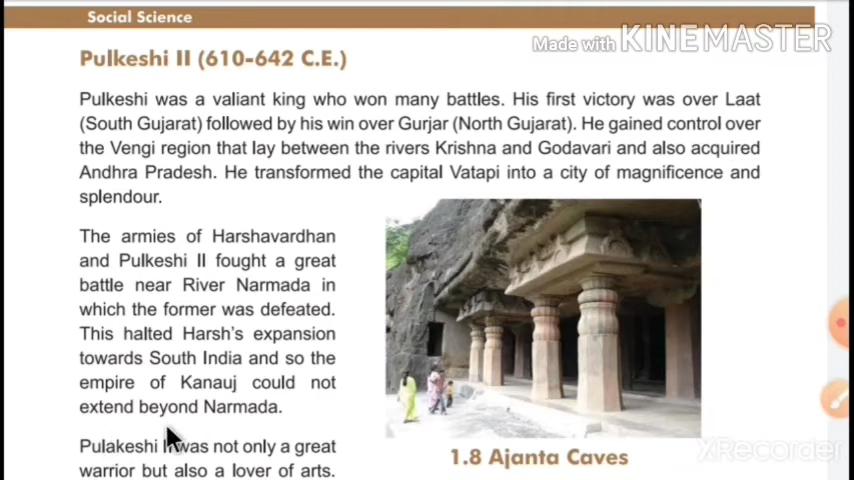 Social Science
Made with KINEMASTER
Pulkeshi II (610-642 C.E.)
Pulkeshi was a valiant king who won many battles. His first victory was over Laat
(South Gujarat) followed by his win over Gurjar (North Gujarat). He gained control over
the Vengi region that lay between the rivers Krishna and Godavari and also acquired
Andhra Pradesh. He transformed the capital Vatapi into a city of magnificence and
splendour.
The armies of Harshavardhan
and Pulkeshi II fought a great
battle near River Narmada in
which the former was defeated.
This halted Harsh's expansion
towards South India and so the
empire of Kanauj could not
extend beyond Narmada.
Pulakeshi II was not only a great
warrior but also a lover of arts.
1.8 Ajanta Caves
XRecorder